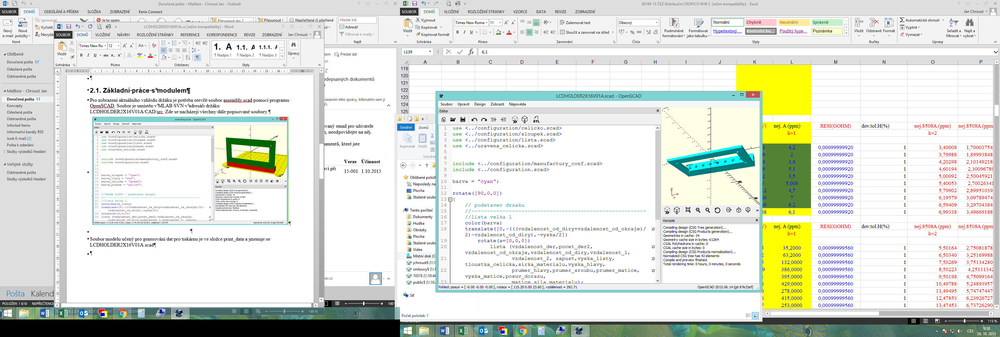 Doručená pošta – Mailbox - Chroust Jan - Outlook
SOUBOR DOMŮ ODESÍLÁNÍ A PŘÍJEM SLOŽKA ZOBRAZENÍ Kerio Connect
Nový e-mail
Nové položky
Nové
Ignorovat
Vyčistit
Je to spam
Přesunout do: ?
Přesunout
Nepřečtené či přečtené
Hledat lidi
Adresář
Filtrovat e-maily
Najít
Oblíbené
Doručená pošta 17
Odeslaná pošta
Odstraněná pošta
Mailbox - Chroust Jan
Doručená pošta 17
Koncepty
Odeslaná pošta
Odstraněná pošta
Infected Items
Informační kanály RSS
Junk E-mail [2]
Pošta k odeslání
Složky výsledků hledání
Veřejné složky
Odstraněná pošta
Složky výsledků hledání
Pošta Kalend
POLOŽKY: 1 610 NEPŘEČTENO:
Předat dál
odepsaných dokumentů
razením této zprávy, kliknutím sem ji
ovaný email pro uživatele
n, neodpovídejte na něj.
umentů, které jste
Verze Účinnost
15-001 1.10.2015
LCDHOLDER2X16V01A.cs [režim kompatibility] - Word
SOUBOR DOMŮ VLOŽENÍ NÁVRH ROZLOŽENÍ STRÁNKY REFERENCE KORESPONDENCE REVIZE ZOBRAZENÍ Jan Chroust
Vložit
Times New Ro 12
1. A 1.1. A 1.1.1. A
¶ Nadpis 1 ¶ Nadpis 2 ¶ Nadpis 3
Úpravy
Schránka Písmo Odstavec Styly
2.1. Základní·práce·s°modulem¶
Pro·zobrazení·aktuálního·vzhledu·držáku·je·potřeba·otevřít·soubor·assembly.scad·pomocí·programu·
OpenSCAD.·Soubor·je·umístěn·v°MLAB·SVN·v°adresáři·držáku·
LCDHOLDER2X16V01A/CAD/src.·Zde·se·nacházejí·všechny·dále·popisované·soubory.¶
assembly.scad - OpenSCAD
Soubor Upravit Design Zobrazit Nápověda
Editor
1 use <configuration/celicko.scad>
2 use <configuration/sloupek.scad>
3 use <configuration/lista.scad>
4 use <configuration/plbase.scad>
5 use <uravena_celicka.scad>
8 include <configuration/manufactury_conf.scad>
9 include <configuration.scad>
13 barva_sloupku = "cyan";
14 barva_listy = "red";
15 barva_celicka = "green";
16 barva_plbase = "yellow";
19 //VELKE LISTY - podstavec drzaku
21 //lista velka 1
22 color(barva_listy)
23 translate([0,-(((vzdalenost_od_diry+vzdalenost_od_okraje)/2)-
vzdalenost_od_diry),-vyska/2])
24 rotate(a=[0,0,0])
25 lista (vzdalenost_der,pocet_der2,vzdalenost_od_okraje,
Konzole
Compiling design (CSG Tree generation)...
Compiling design (CSG Products generation)...
Geometries in cache: 34
Geometry cache size in bytes: 61264
CGAL Polyhedrons in cache: 0
CGAL cache size in bytes: 0
Compiling design (CSG Products normalization)...
Normalized CSG tree has 180 elements
Compile and preview finished.
Total rendering time: 0 hours, 0 minutes, 0 seconds
Pohled: posun = [ -0.00 -0.00 -0.00 ], rotace = [ 75.30 0.00 22.90 ], vzdálenost = 237.09
OpenSCAD 2015.06.14 (git 87e32ef)
Soubor·modelu·učený·pro·generování·dat·pro·tiskárnu·je·ve·složce·print_data·a·jmenuje·se·
LCDHOLDER2X16V01A.scad¶
100 %
30109-13 ČEZ Distribuční CROPICO RH9 2 [režim kompatibility] - Excel
SOUBOR DOMŮ VLOŽENÍ ROZLOŽENÍ STRÁNKY VZORCE DATA REVIZE ZOBRAZENÍ
Jan Chroust
Vložit
Vyjmout
Kopírovat
Kopírovat formát
Schránka
Times New Roma 11
Písmo
Zalamovat text
Sloučit a zarovnat na střed
Zarovnání
Obecný
Číslo
Podmíněné formátování
Formátovat jako tabulku
Normální Chybně Neutrální Správně
Hypertextový ... Kontrolní bu... Použitý hype... Poznámka
Styly
Vložit Odstranit Formát
Buňky
Automatické shrnutí
Vyplnit
Vymazat
Seřadit a filtrovat
Najít a vybrat
Úpravy
L139 6,1
A B C D E F G H I J K L M N O P
119
120
121
122
123
124
125
nej. A (ppm) RESI(GOHM) dov.tol.H(%) nej.8508A.(ppm) nej.8508A.(ppm
k=1 k=2
4,2 0,00099999920 1 3,40008 1,70003754
2 0,00099999920 1 3,79988 1,89993848
3,4 0,00099999920 1 4,20298 2,10149218
5,1 0,00099999920 1 4,60194 2,30096789
3,5 0,00099999920 1 5,00092 2,50045921
5,000 0,00099999920 1 5,40053 2,70026341
4,7 0,00099999920 1 5,79902 2,89951039
7 0,00099999920 1 6,19579 3,09789474
8,2 0,00099999920 1 6,59409 3,29704384
6,1 0,00099999920 1 6,99338 3,49669188
nej. A (ppm) RESI(GOHM) dov.tol.H(%) nej.8508A.(ppm) nej.8508A.(ppm
k=1 k=2
35,2000 0,00099999560 1 5,50164 2,75081878
63,2000 0,00099999560 1 6,50340 3,25169988
132,0000 0,00099999560 1 7,50269 3,75134280
386,0000 0,00099999560 1 8,50223 4,25111342
395,0000 0,00099999560 1 9,50198 4,75099164
429,0000 0,00099999560 1 10,49788 5,24893957
278,0000 0,00099999560 1 11,49495 5,74747447
415,0000 0,00099999560 1 12,47853 6,23926727
253,0000 0,00099999560 1 13,47453 6,73726290
115 %
Soubor Domů
Kopírovat Vložit
Oblíbené polož
Naposledy na
Plocha
Stažené soubo
Tento počítač
Dokumenty
Hudba
Obrázky
Plocha
Stažené soubo
Videa
Místní disk (C
jchroust$ (\\1
smlouvy$ (\\1
1031$ (\\10.44
public$ (\\10.4
Síť
Počet položek: 1
LCDHOLDER2X16V01A.scad - OpenSCAD
Soubor Upravit Design Zobrazit Nápověda
Editor
1 use <../configuration/celicko.scad>
2 use <../configuration/sloupek.scad>
3 use <../configuration/lista.scad>
4 use <../uravena_celicka.scad>
5
6
7 include <../configuration/manufactury_conf.scad>
8 include <../configuration.scad>
9
10 barva = "cyan";
11
12 rotate([90,0,0])
13 {
14 // podstavec drzaku
15 //--------------------------------------------------------
16 //lista velka 1
17 color(barva)
18 translate([0,-(((vzdalenost_od_diry+vzdalenost_od_okraje)/
2)-vzdalenost_od_diry),-vyska/2])
19 rotate(a=[0,0,0])
20 lista (vzdalenost_der,pocet_der2,
vzdalenost_od_okraje,vzdalenost_od_diry,vzdalenost_1,
21 vzdalenost_2, zapust,vyska_listy,
tloustka_celicka,sirka_materialu,vyska_hlavy,
22 prumer_hlavy,prumer_sroubu,prumer_matice,
vyska_matice,posuv_dorazu,
23 matice_sila_materialu);
Konzole
Compiling design (CSG Tree generation)...
Compiling design (CSG Products generation)...
Geometries in cache: 34
Geometry cache size in bytes: 61264
CGAL Polyhedrons in cache: 0
CGAL cache size in bytes: 0
Compiling design (CSG Products normalization)...
Normalized CSG tree has 42 elements
Compile and preview finished.
Total rendering time: 0 hours, 0 minutes, 0 seconds
Pohled: posun = [ -0.00 -0.00 -0.00 ], rotace = [ 115.20 0.00 23.60 ], vzdálenost = 292.71
OpenSCAD 2015.06.14 (git 87e32ef)
CES
9:38
26. 10. 2015